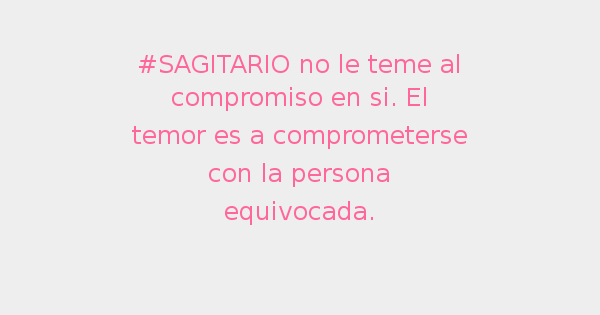 #SAGITARIO no le teme al
compromiso en si. El
temor es a comprometerse
con la persona
equivocada.